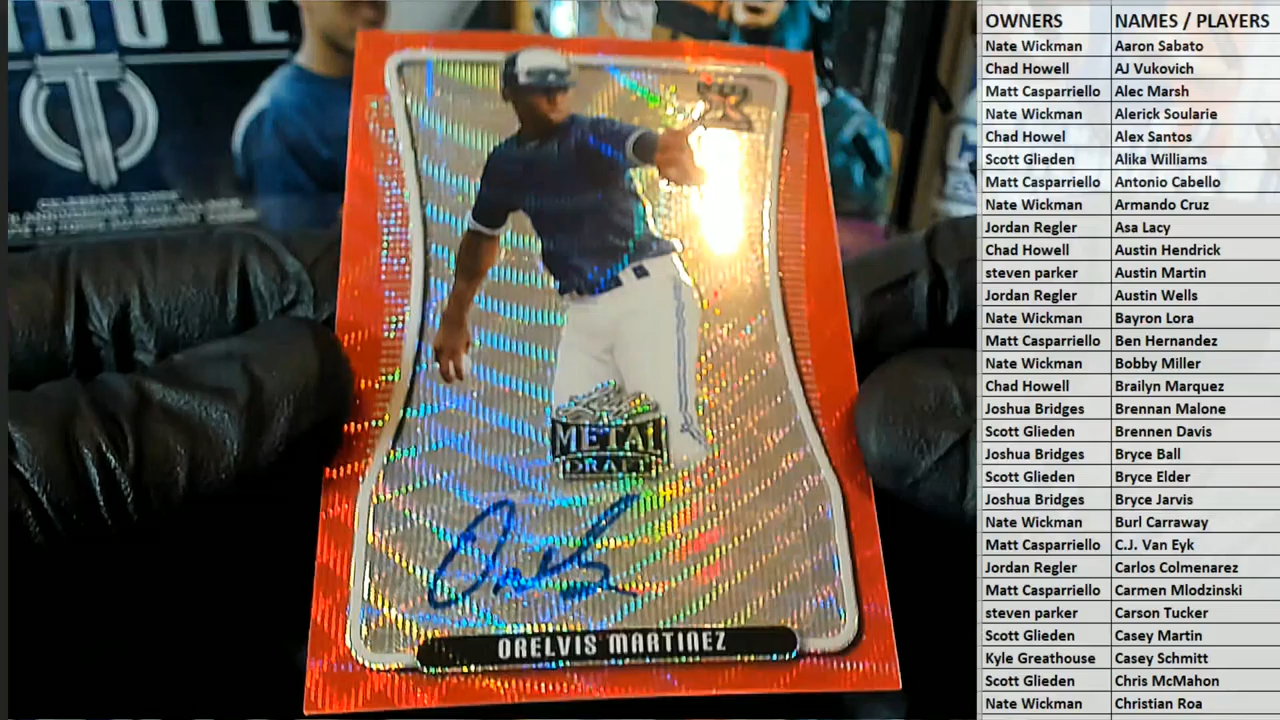 IBUTE
METAL
DRAFT
ORELVIS MARTINEZ
OWNERS NAMES / PLAYERS
Nate Wickman Aaron Sabato
Chad Howell AJ Vukovich
Matt Casparriello Alec Marsh
Nate Wickman Alerick Soularie
Chad Howel Alex Santos
Scott Glieden Alika Williams
Matt Casparriello Antonio Cabello
Nate Wickman Armando Cruz
Jordan Regler Asa Lacy
Chad Howell Austin Hendrick
steven parker Austin Martin
Jordan Regler Austin Wells
Nate Wickman Bayron Lora
Matt Casparriello Ben Hernandez
Nate Wickman Bobby Miller
Chad Howell Brailyn Marquez
Joshua Bridges Brennan Malone
Scott Glieden Brennen Davis
Joshua Bridges Bryce Ball
Scott Glieden Bryce Elder
Joshua Bridges Bryce Jarvis
Nate Wickman Burl Carraway
Matt Casparriello C.J. Van Eyk
Jordan Regler Carlos Colmenarez
Matt Casparriello Carmen Mlodzinski
steven parker Carson Tucker
Scott Glieden Casey Martin
Kyle Greathouse Casey Schmitt
Scott Glieden Chris McMahon
Nate Wickman Christian Roa